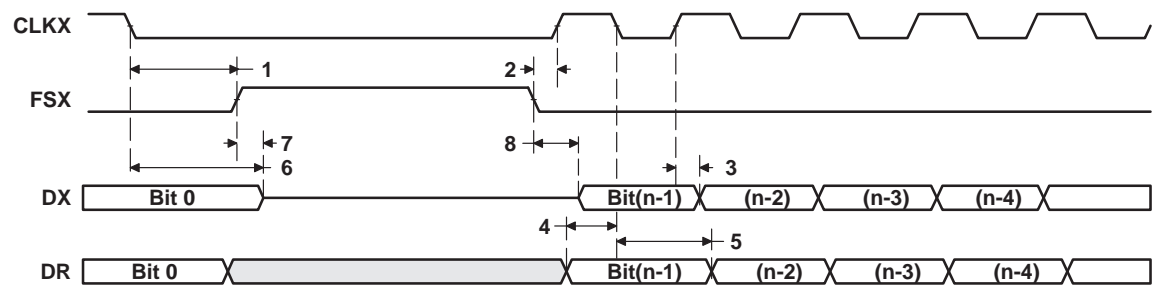 CLKX
1 2
FSX
7 8
6 3
DX Bit 0 Bit(n-1) (n-2) (n-3) (n-4)
4 5
DR Bit 0 Bit(n-1) (n-2) (n-3) (n-4)